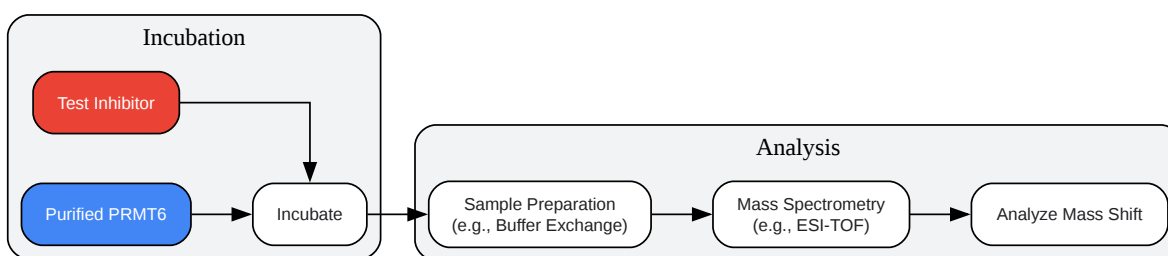 Incubation
Test Inhibitor
Purified PRMT6
Incubate
Analysis
Sample Preparation
(e.g., Buffer Exchange)
Mass Spectrometry
(e.g., ESI-TOF)
Analyze Mass Shift